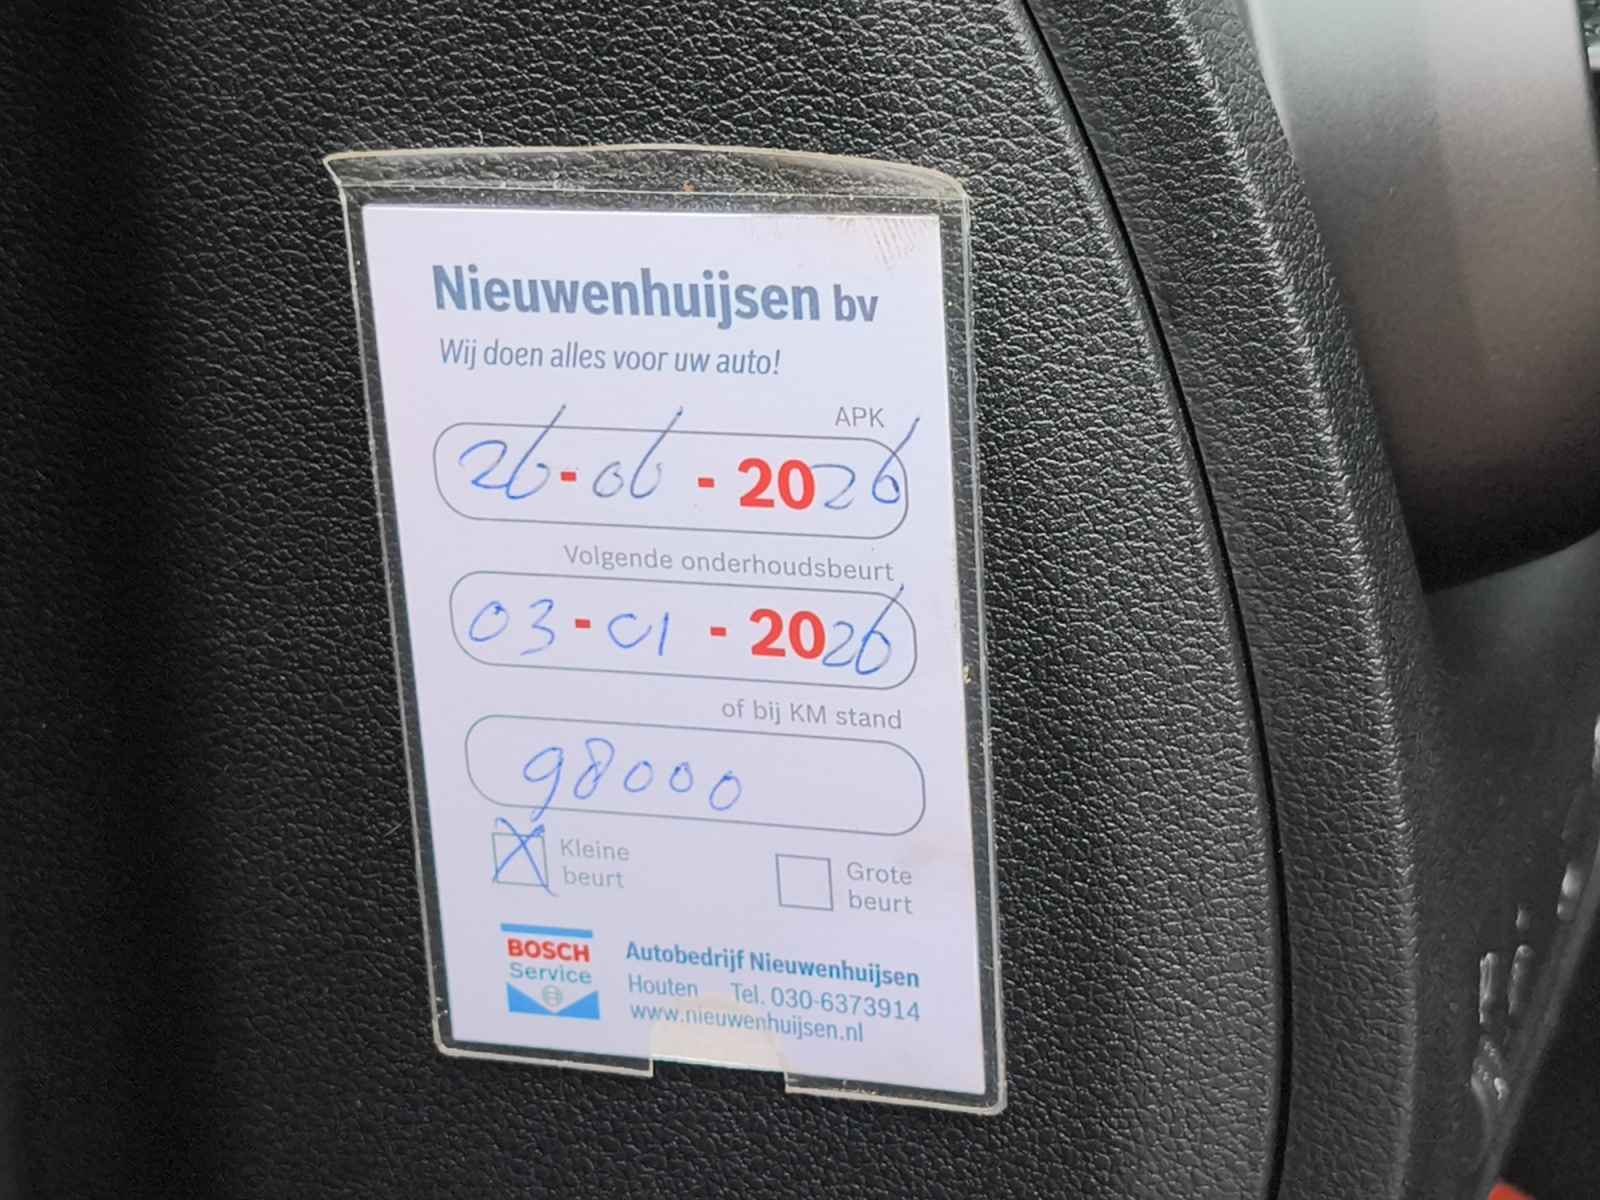 Nieuwenhuijsen bv
Wij doen alles voor uw auto!
APK
26-06-2026
Volgende onderhoudsbeurt
03-01-2026
of bij KM stand
98000
Kleine beurt
Grote beurt
BOSCH
Service
Autobedrijf Nieuwenhuijsen
Houten Tel. 030-6373914
www.nieuwenhuijsen.nl